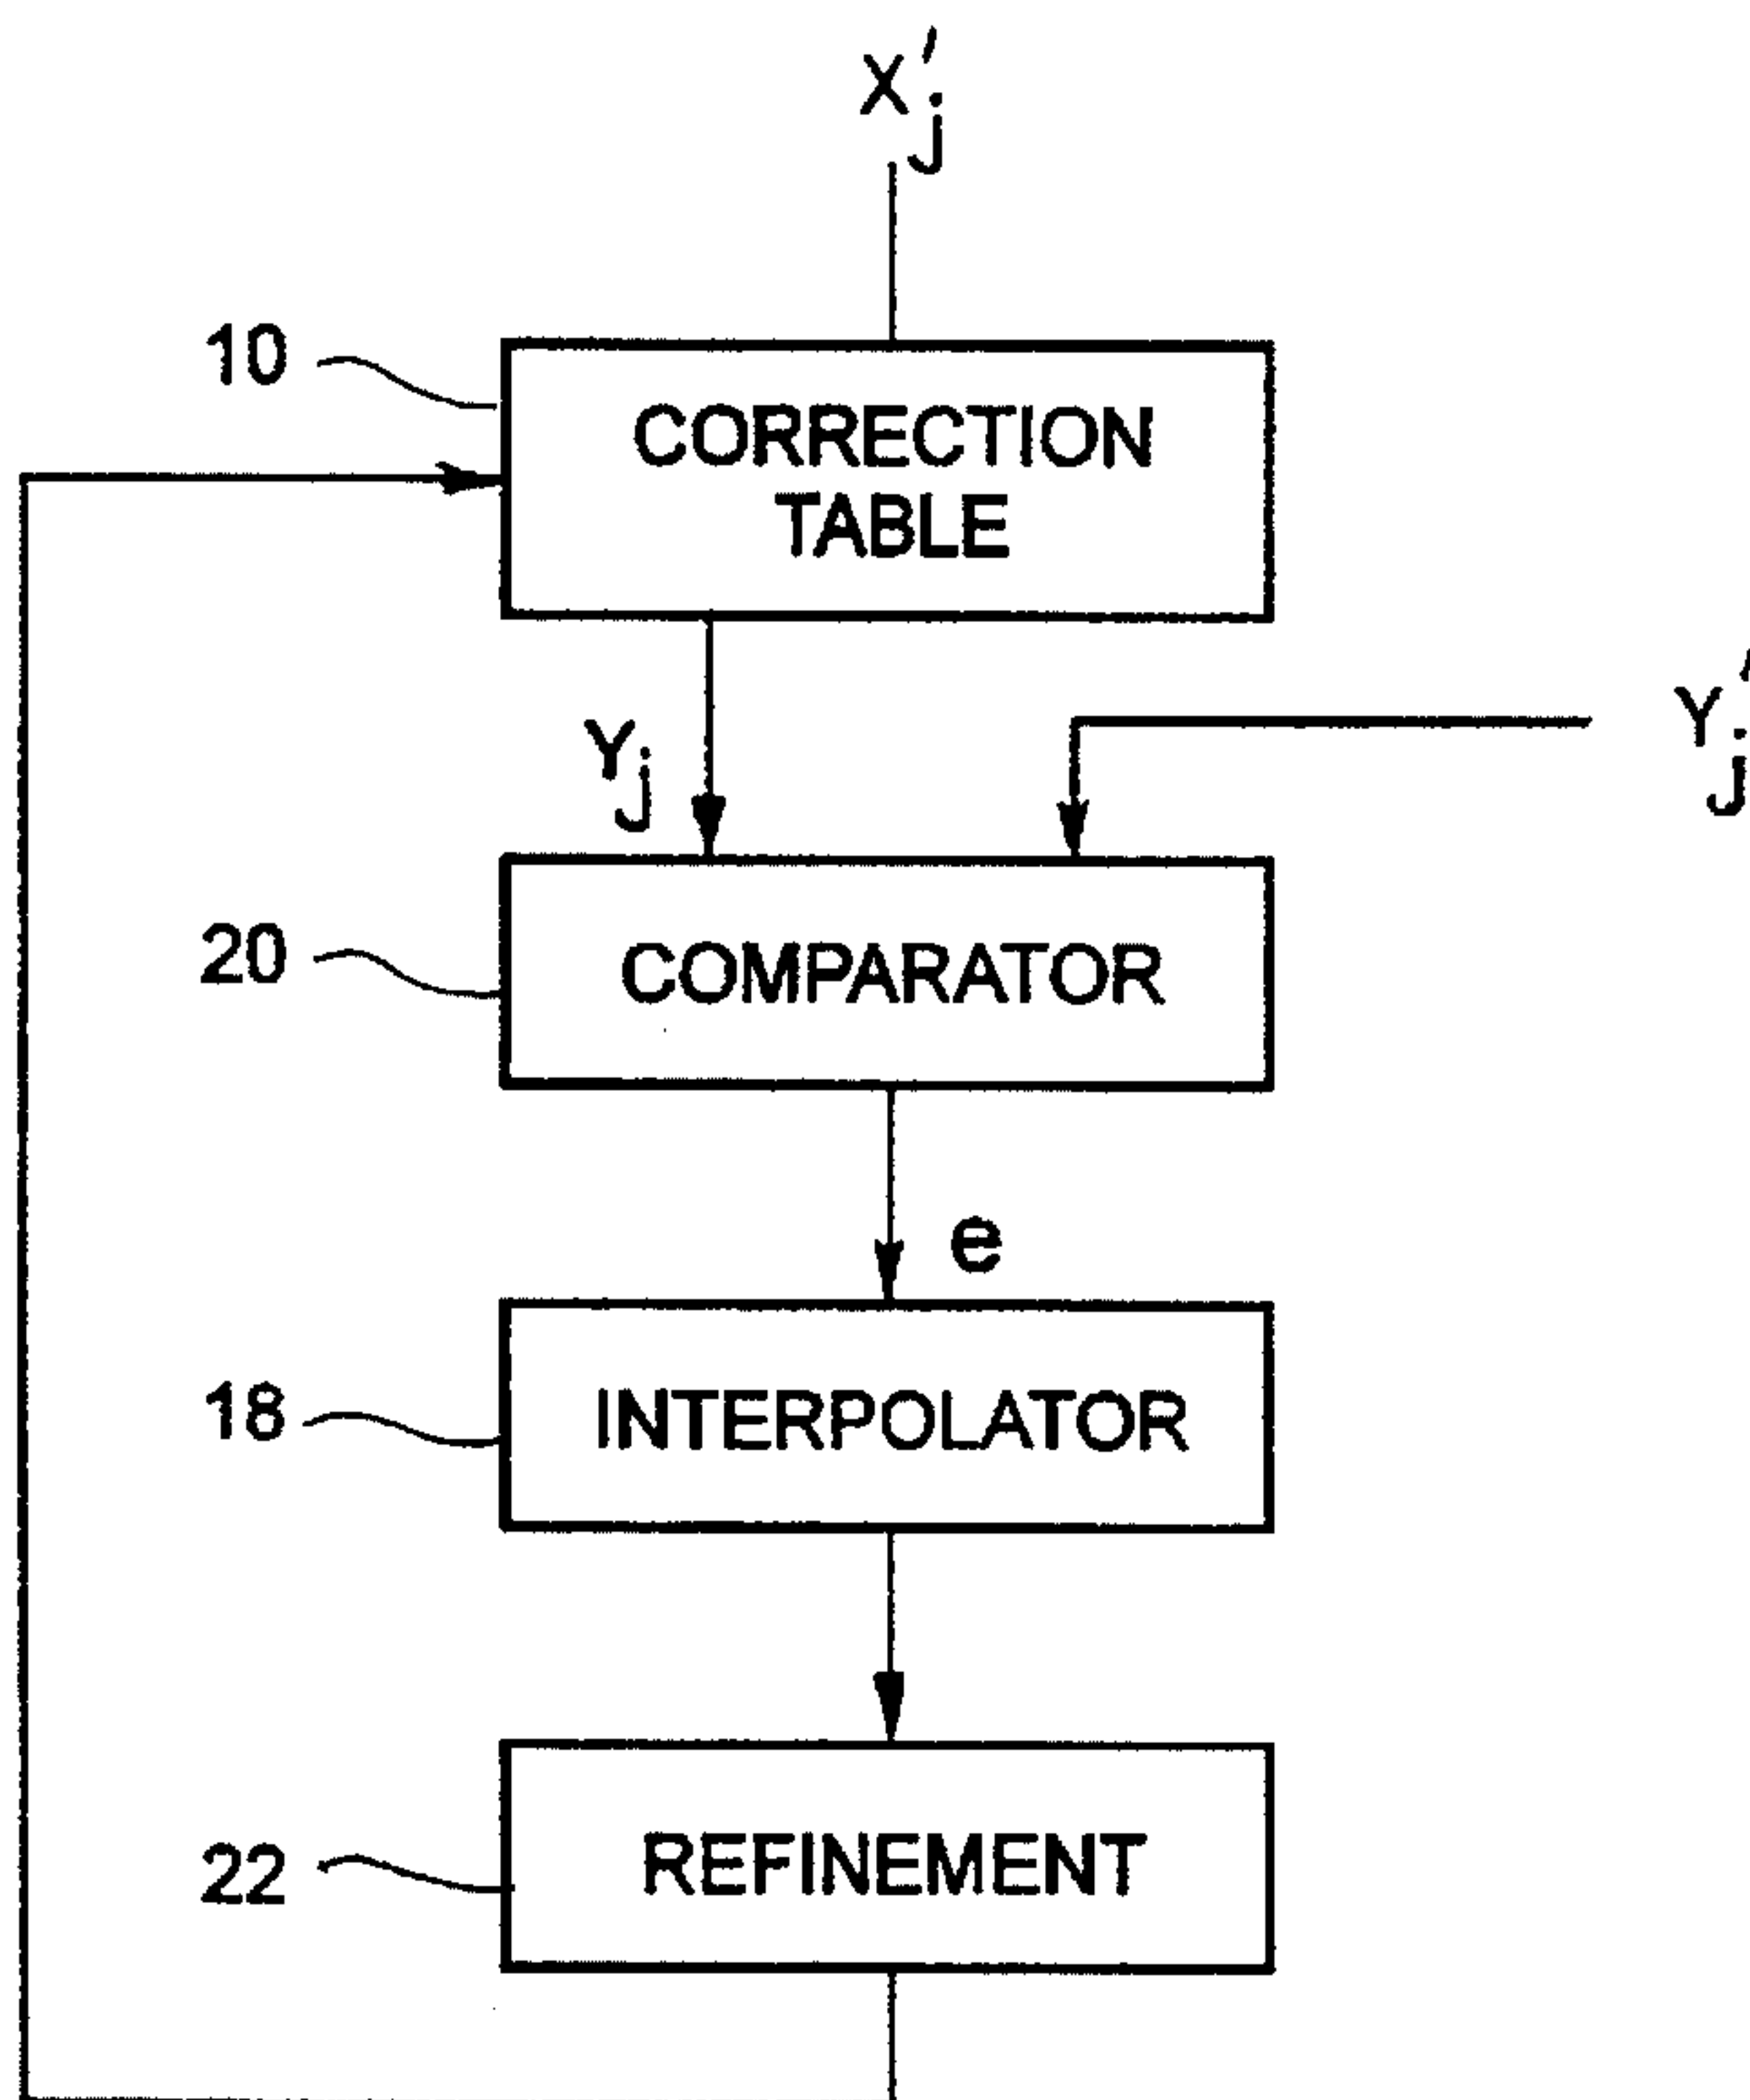 X'j
10
CORRECTION
TABLE
Yj
Y'j
20
COMPARATOR
e
18
INTERPOLATOR
22
REFINEMENT